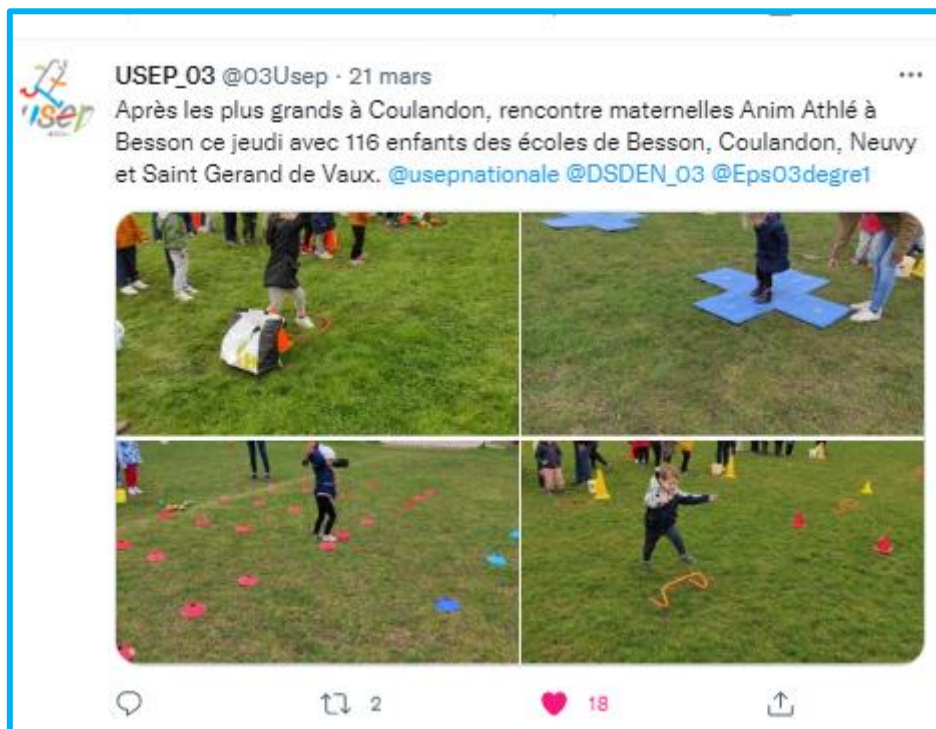 USEP_03 @03Usep · 21 mars
Après les plus grands à Coulandon, rencontre maternelles Anim Athlé à
Besson ce jeudi avec 116 enfants des écoles de Besson, Coulandon, Neuvy
et Saint Gerand de Vaux. @usepnationale @DSDEN_03 @Eps03degre1
usep
2
18